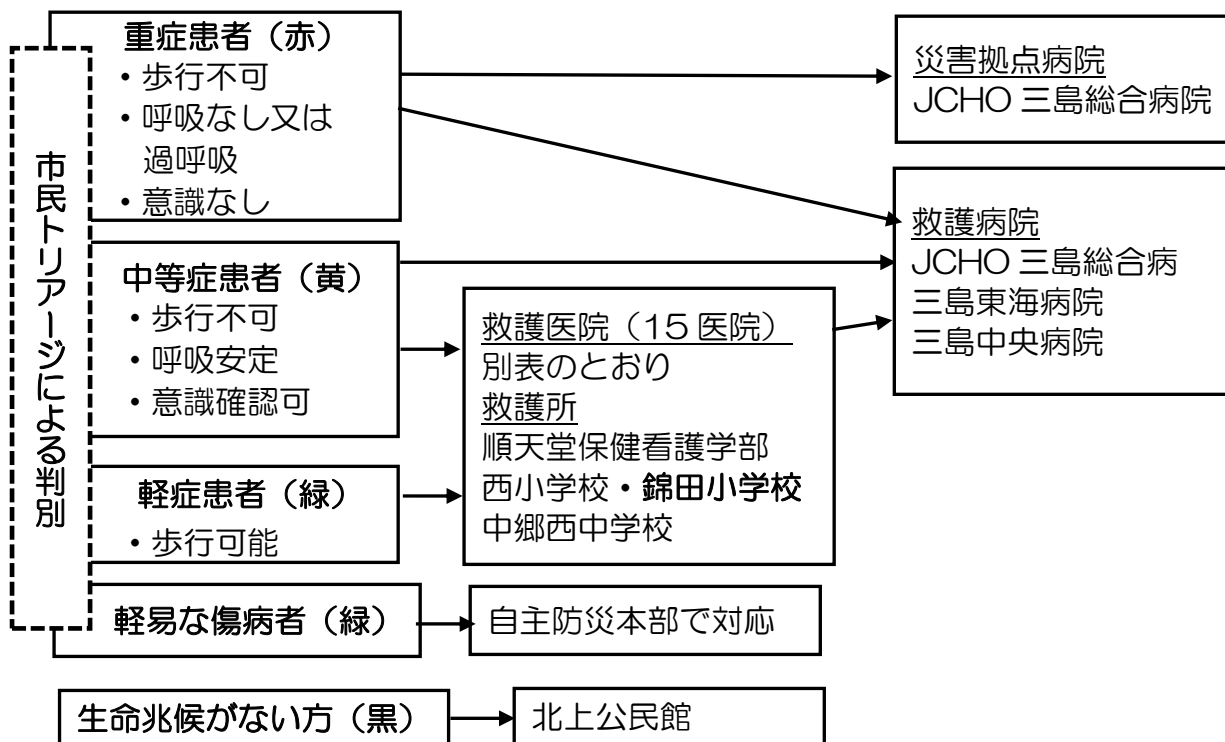 市民トリアージによる判別
重症患者（赤）
・歩行不可
・呼吸なし又は
過呼吸
・意識なし
中等症患者（黄）
・歩行不可
・呼吸安定
・意識確認可
軽症患者（緑）
・歩行可能
軽易な傷病者（緑）
生命兆候がない方（黒）
救護医院（15 医院）
別表のとおり
救護所
順天堂保健看護学部
西小学校・錦田小学校
中郷西中学校
自主防災本部で対応
北上公民館
災害拠点病院
JCHO 三島総合病院
救護病院
JCHO 三島総合病
三島東海病院
三島中央病院